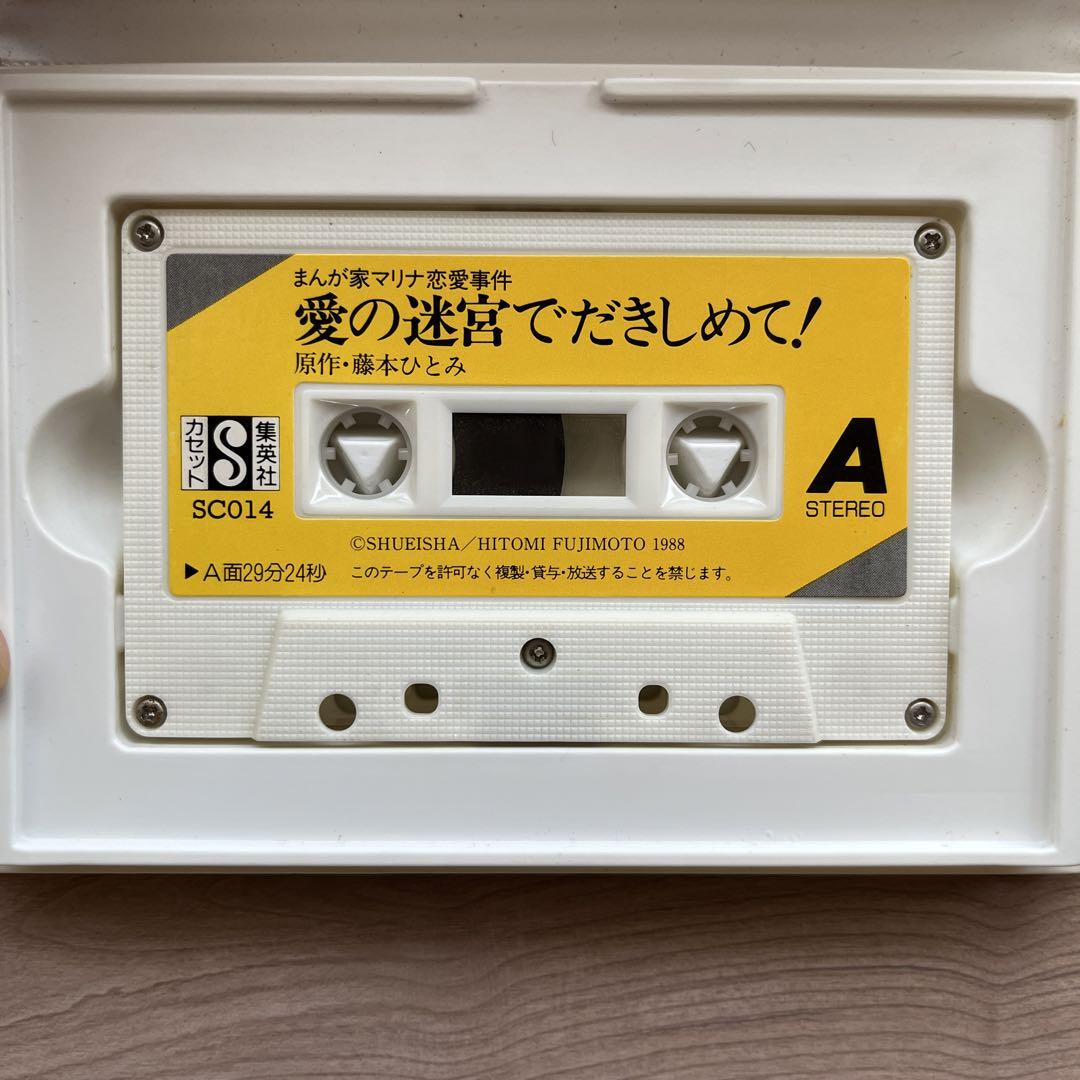 まんが家マリナ恋愛事件
愛の迷宮でだきしめて!
原作・藤本ひとみ
集英社
S
カセット
SC014
A
STEREO
©SHUEISHA／HITOMI FUJIMOTO 1988
▶A面29分24秒
このテープを許可なく複製・貸与・放送することを禁じます。